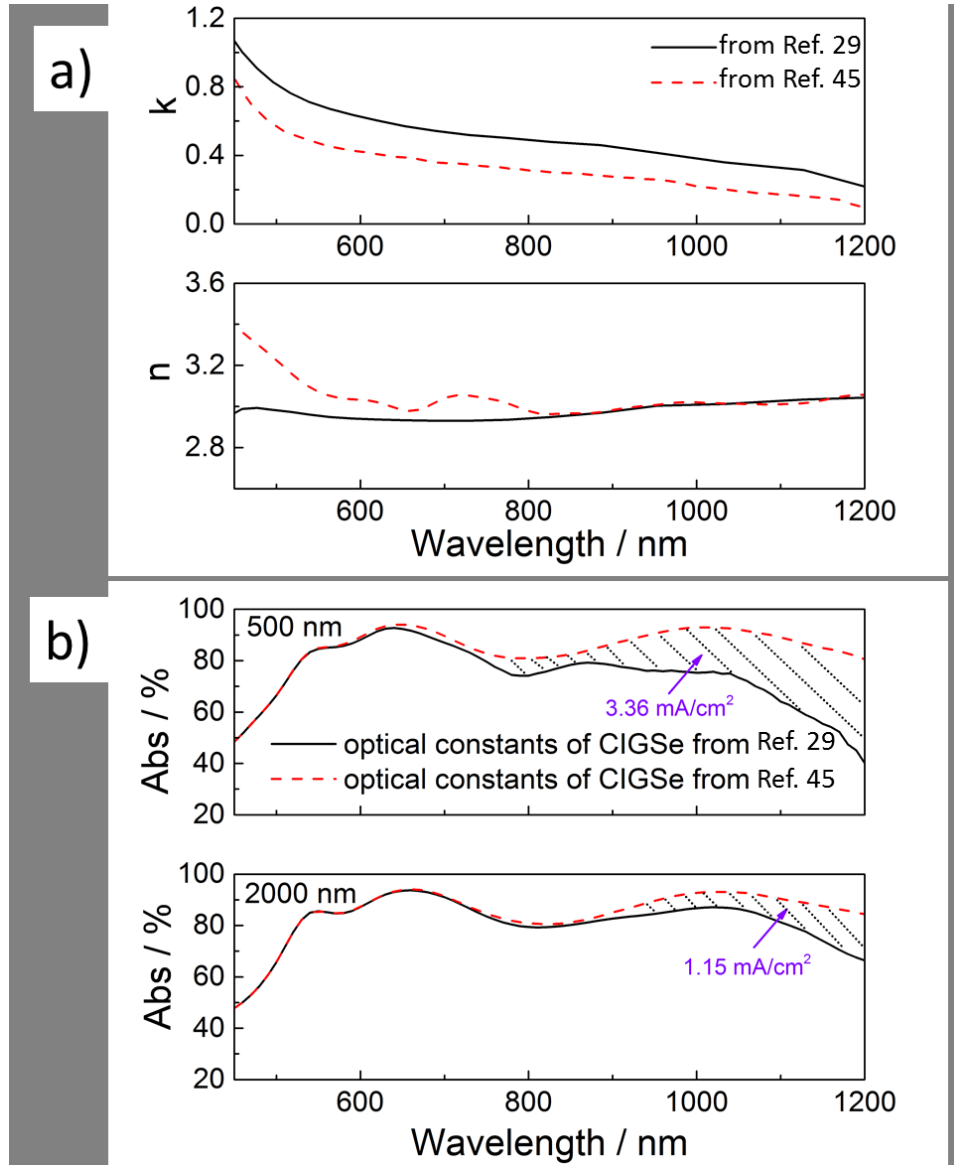 a)
1.2
0.8
0.4
0.0
k
from Ref. 29
from Ref. 45
600 800 1000 1200
3.6
3.2
2.8
n
600 800 1000 1200
Wavelength / nm
b)
100
80
60
40
20
Abs / %
500 nm
3.36 mA/cm²
optical constants of CIGSe from Ref. 29
optical constants of CIGSe from Ref. 45
100
80
60
40
20
Abs / %
2000 nm
1.15 mA/cm²
600 800 1000 1200
Wavelength / nm